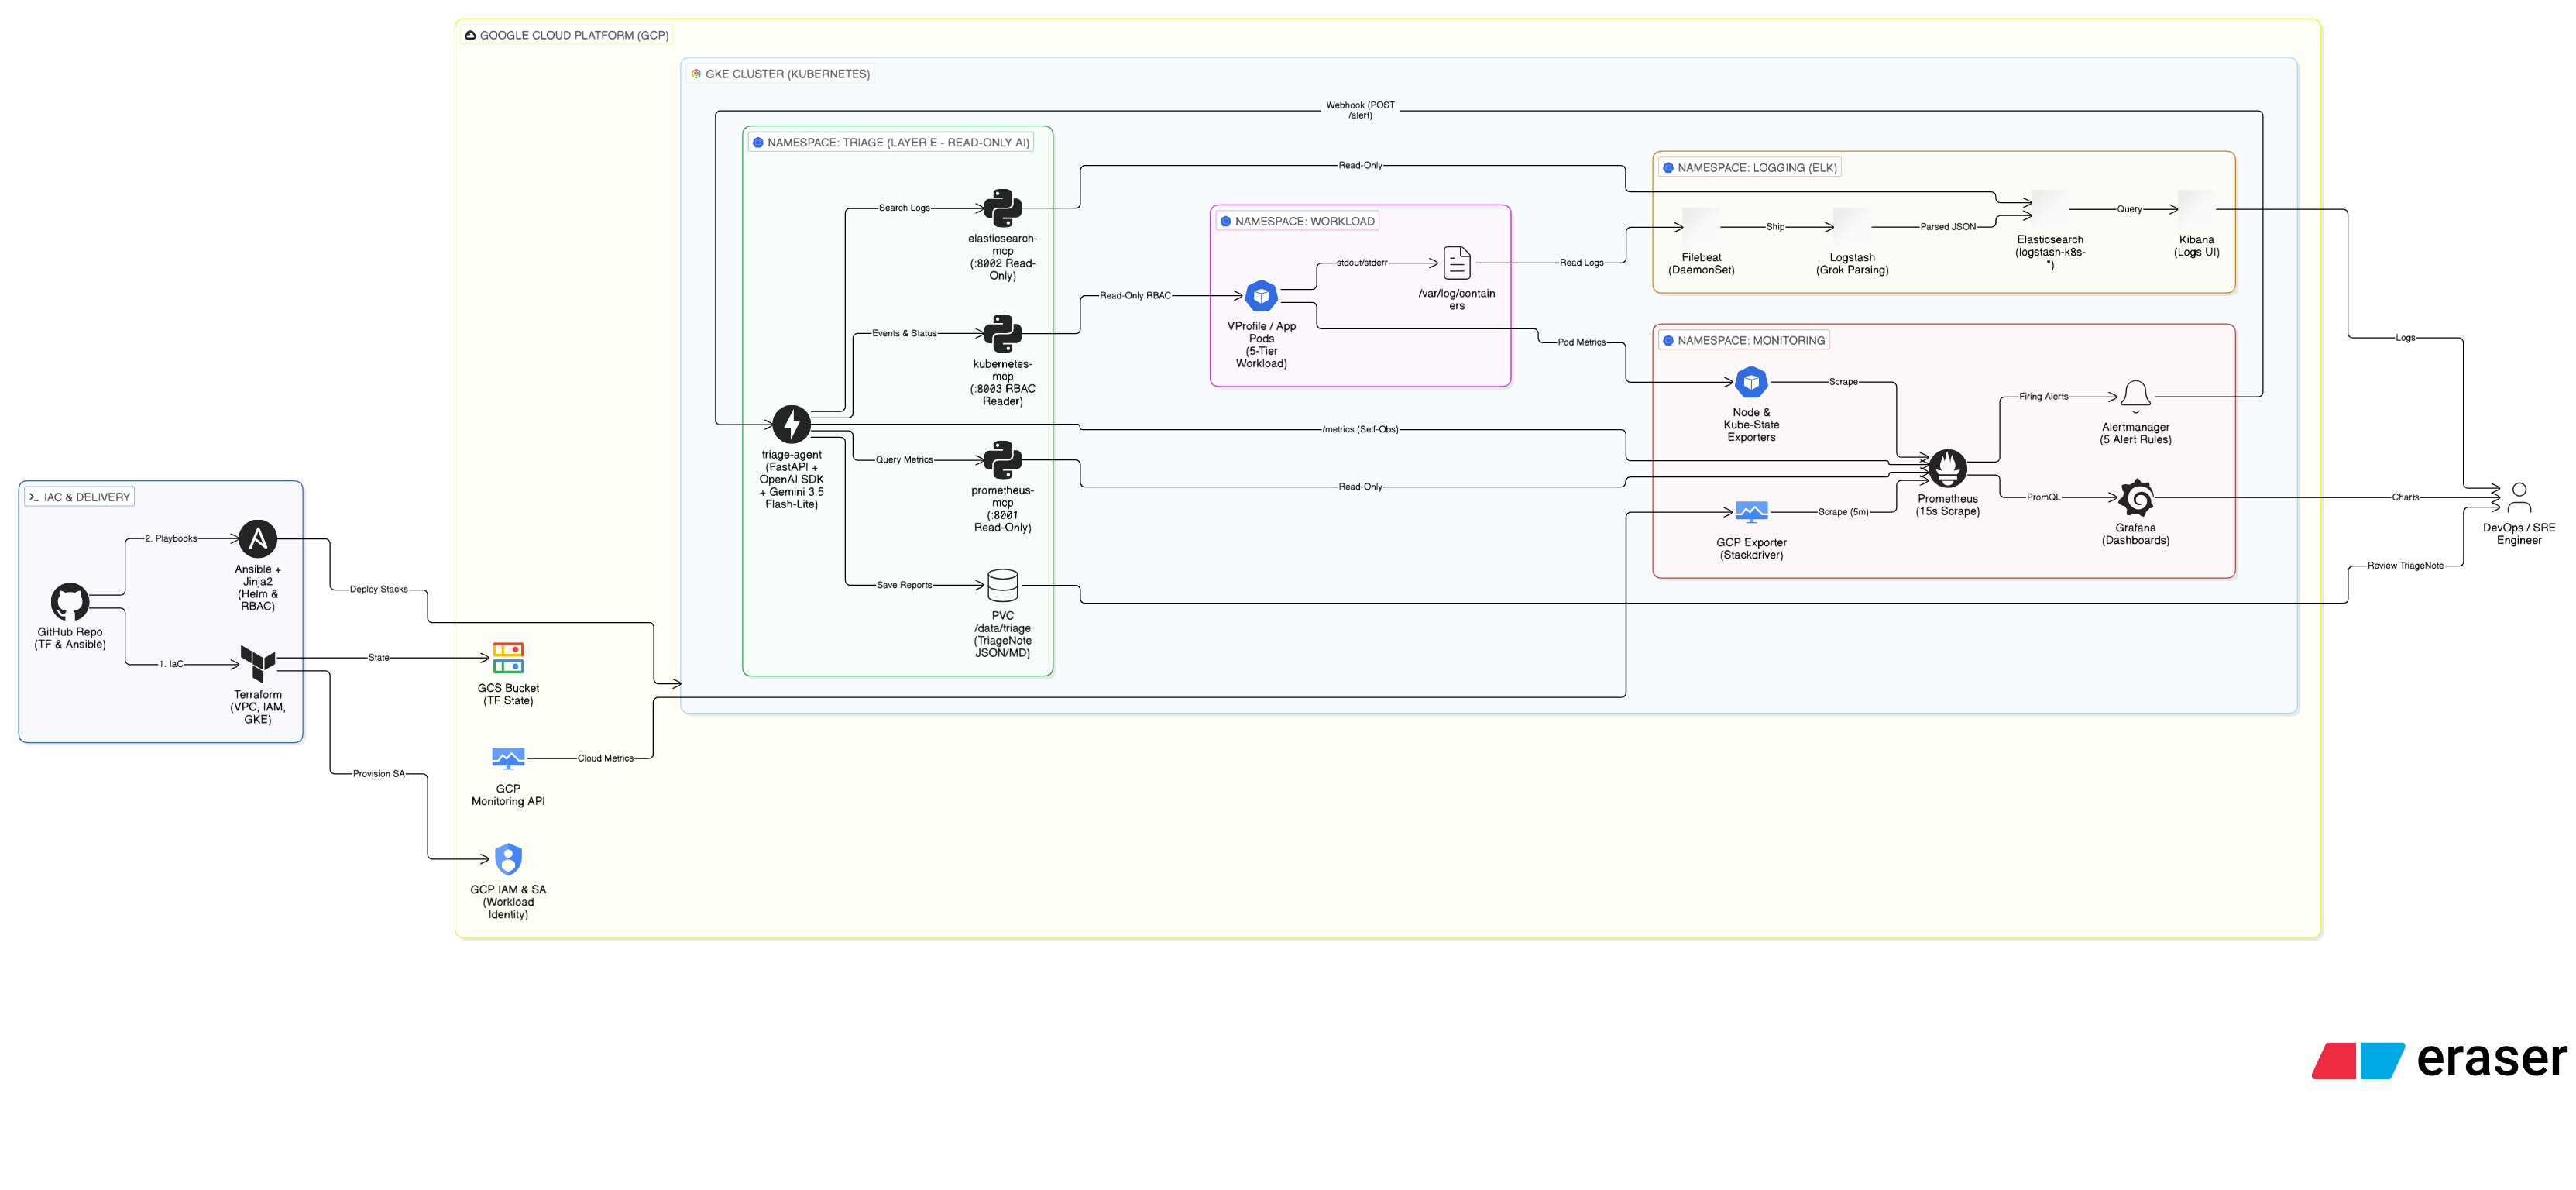 GOOGLE CLOUD PLATFORM (GCP)
GKE CLUSTER (KUBERNETES)
Webhook (POST
/alert)
NAMESPACE: TRIAGE (LAYER E - READ-ONLY AI)
Search Logs
elasticsearch-
mcp
(:8002 Read-
Only)
Events & Status
kubernetes-
mcp
(:8003 RBAC
Reader)
triage-agent
(FastAPI +
OpenAI SDK
+ Gemini 3.5
Flash-Lite)
Query Metrics
prometheus-
mcp
(:8001
Read-Only)
Save Reports
PVC
/data/triage
(TriageNote
JSON/MD)
Read-Only
Read-Only RBAC
/metrics (Self-Obs)
Read-Only
NAMESPACE: WORKLOAD
VProfile / App
Pods
(5-Tier
Workload)
stdout/stderr
/var/log/contain
ers
Read Logs
Pod Metrics
NAMESPACE: LOGGING (ELK)
Filebeat
(DaemonSet)
Ship
Logstash
(Grok Parsing)
Parsed JSON
Elasticsearch
(logstash-k8s-
*)
Query
Kibana
(Logs UI)
NAMESPACE: MONITORING
Node &
Kube-State
Exporters
Scrape
GCP Exporter
(Stackdriver)
Scrape (5m)
Prometheus
(15s Scrape)
Firing Alerts
Alertmanager
(5 Alert Rules)
PromQL
Grafana
(Dashboards)
Logs
Charts
Review TriageNote
DevOps / SRE
Engineer
IAC & DELIVERY
GitHub Repo
(TF & Ansible)
2. Playbooks
Ansible +
Jinja2
(Helm &
RBAC)
1. IaC
Terraform
(VPC, IAM,
GKE)
Deploy Stacks
State
Provision SA
GCS Bucket
(TF State)
GCP
Monitoring API
Cloud Metrics
GCP IAM & SA
(Workload
Identity)
eraser